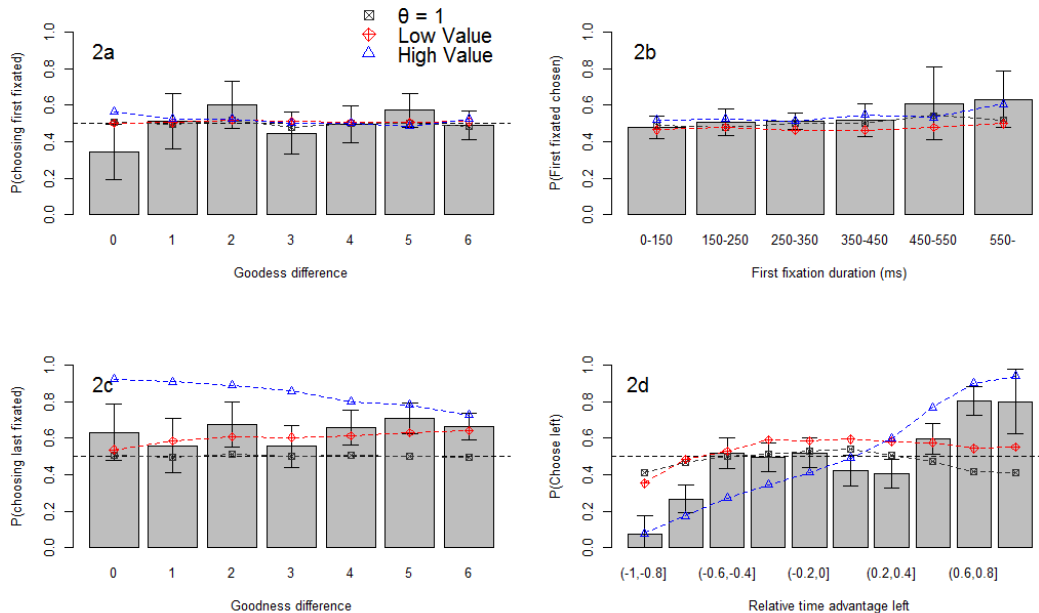 θ = 1
Low Value
High Value
2a
P(choosing first fixated)
0.0 0.2 0.4 0.6 0.8 1.0
0 1 2 3 4 5 6
Goodess difference
2b
P(First fixated chosen)
0.0 0.2 0.4 0.6 0.8 1.0
0-150 150-250 250-350 350-450 450-550 550-
First fixation duration (ms)
2c
P(choosing last fixated)
0.0 0.2 0.4 0.6 0.8 1.0
0 1 2 3 4 5 6
Goodness difference
2d
P(Choose left)
0.0 0.2 0.4 0.6 0.8 1.0
(-1,-0.8] (-0.6,-0.4] (-0.2,0] (0.2,0.4] (0.6,0.8]
Relative time advantage left